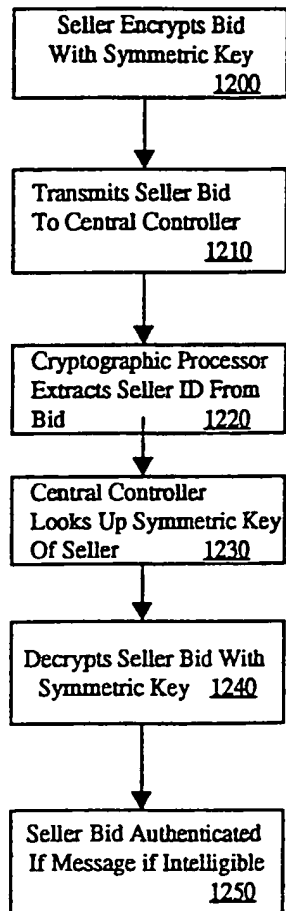 Seller Encrypts Bid
With Symmetric Key
1200
Transmits Seller Bid
To Central Controller
1210
Cryptographic Processor
Extracts Seller ID From
Bid 1220
Central Controller
Looks Up Symmetric Key
Of Seller 1230
Decrypts Seller Bid With
Symmetric Key 1240
Seller Bid Authenticated
If Message if Intelligible
1250